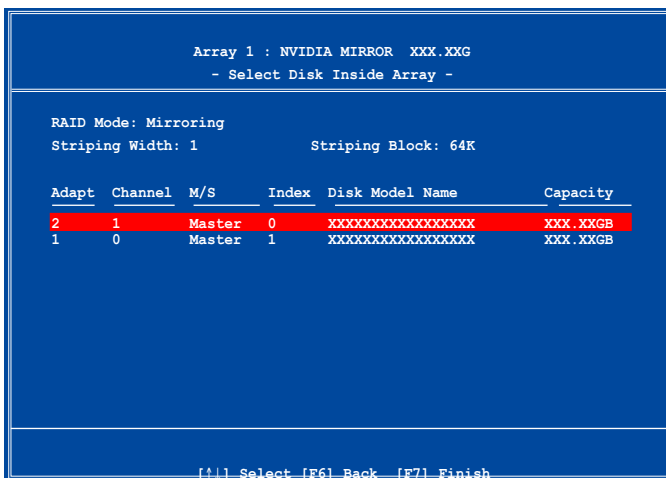 Array 1 : NVIDIA MIRROR XXX.XXG
- Select Disk Inside Array -
RAID Mode: Mirroring
Striping Width: 1 Striping Block: 64K
Adapt Channel M/S Index Disk Model Name Capacity
2 1 Master 0 XXXXXXXXXXXXXXXXX XXX.XXGB
1 0 Master 1 XXXXXXXXXXXXXXXXX XXX.XXGB
[↑↓] Select [F6] Back [F7] Finish